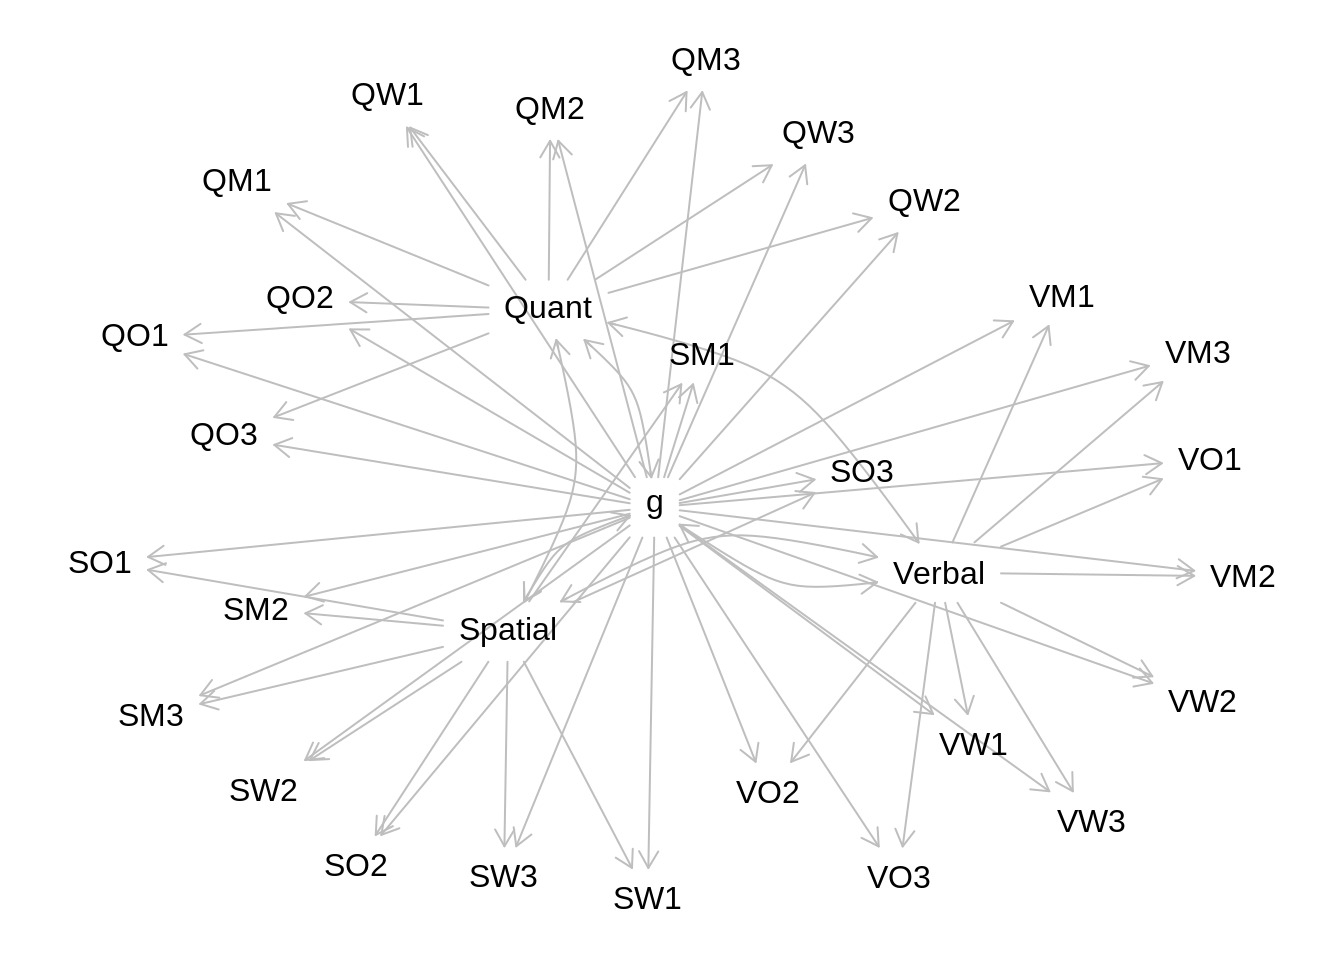 QM3
QW1
QM2
QW3
QM1
QW2
QO2
VM1
Quant
QO1
SM1
VM3
QO3
VO1
SO3
g
SO1
Verbal
VM2
SM2
Spatial
VW2
SM3
VW1
SW2
VO2
VW3
SO2
SW3
VO3
SW1